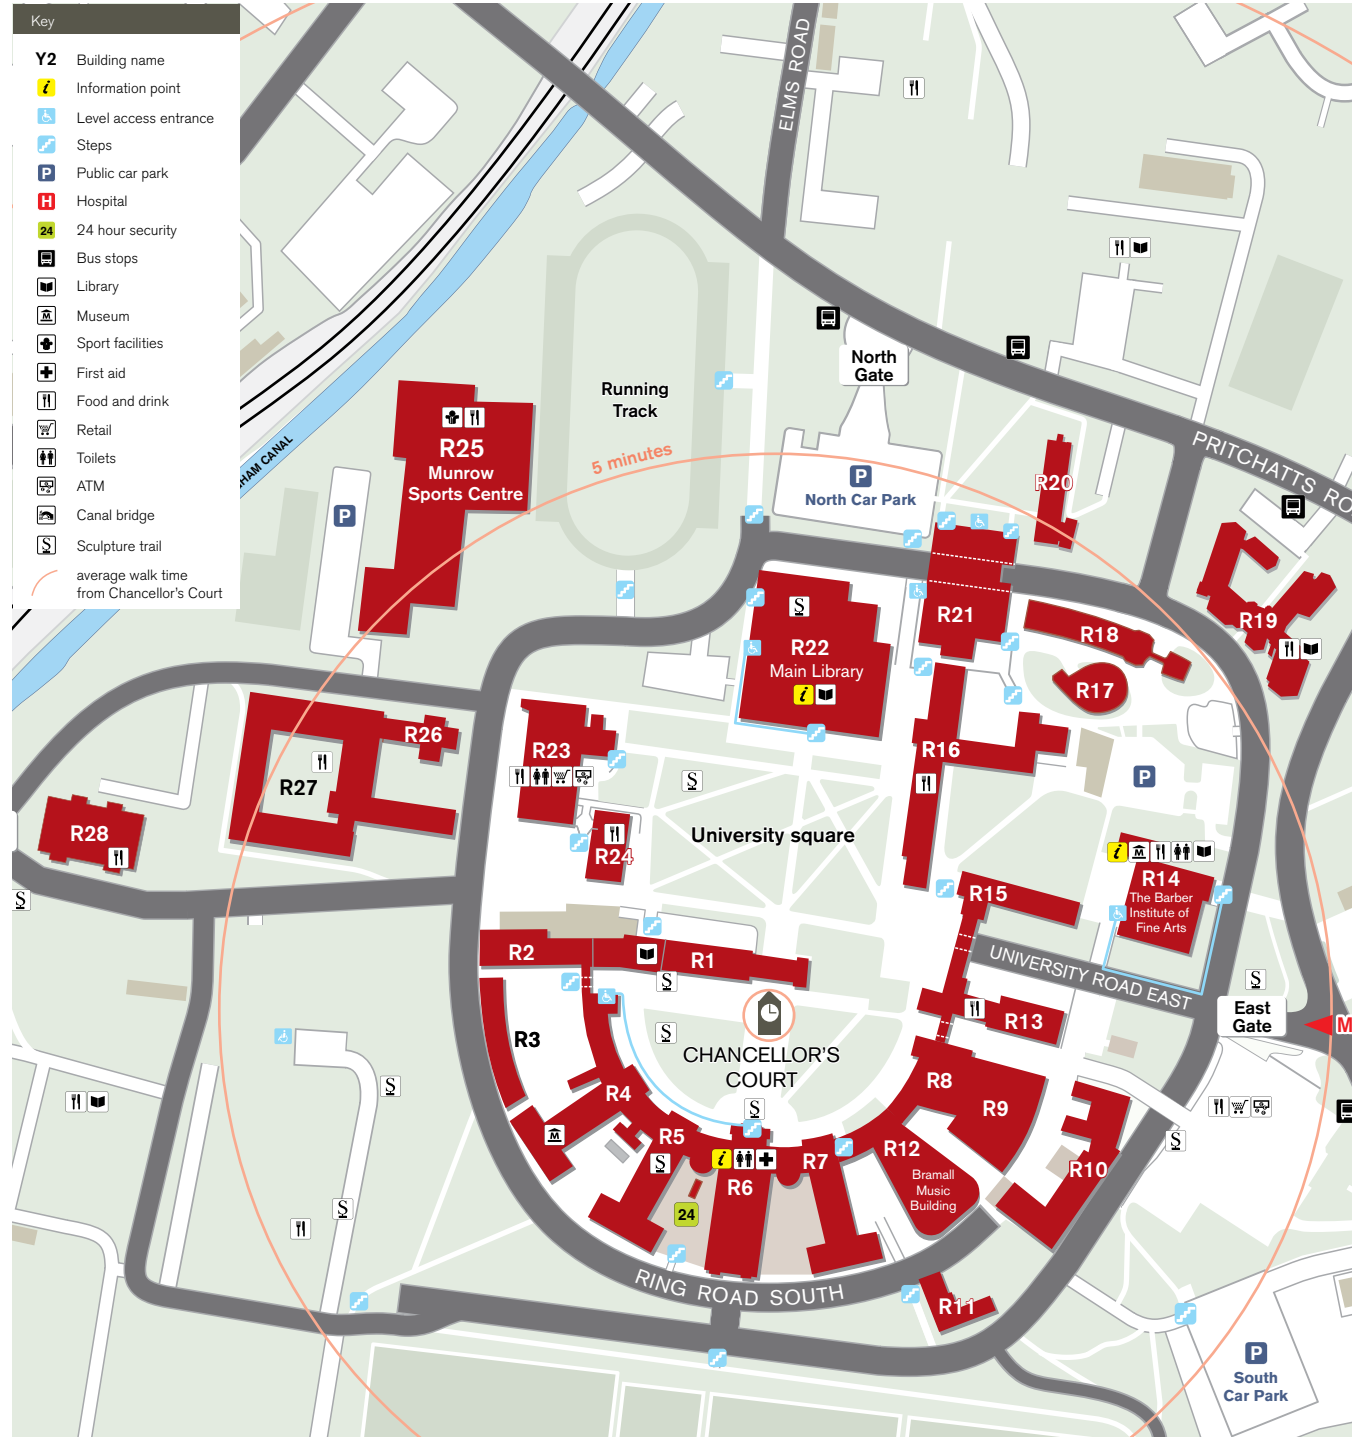 Key
Y2 Building name
i Information point
Level access entrance
Steps
P Public car park
H Hospital
24 24 hour security
Bus stops
Library
M Museum
Sport facilities
First aid
Food and drink
Retail
Toilets
ATM
Canal bridge
S Sculpture trail
average walk time
from Chancellor's Court
ELMS ROAD
North
Gate
Running
Track
PRITCHATTS RO
5 minutes
HAM CANAL
R25
Munrow
Sports Centre
P
P
North Car Park
R20
R19
R21
R18
R17
S
R22
Main Library
i
R16
R23
R26
R27
R28
R24
S
University square
P
i M
R14
The Barber
Institute of
Fine Arts
R15
S
R2
R1
S
UNIVERSITY ROAD EAST
S
East
Gate
M
R13
R3
S
CHANCELLOR'S
COURT
R8
R9
S
R4
S
M
R5
S
i
R6
R7
R12
Bramall
Music
Building
R10
S
24
S
RING ROAD SOUTH
R11
P
South
Car Park